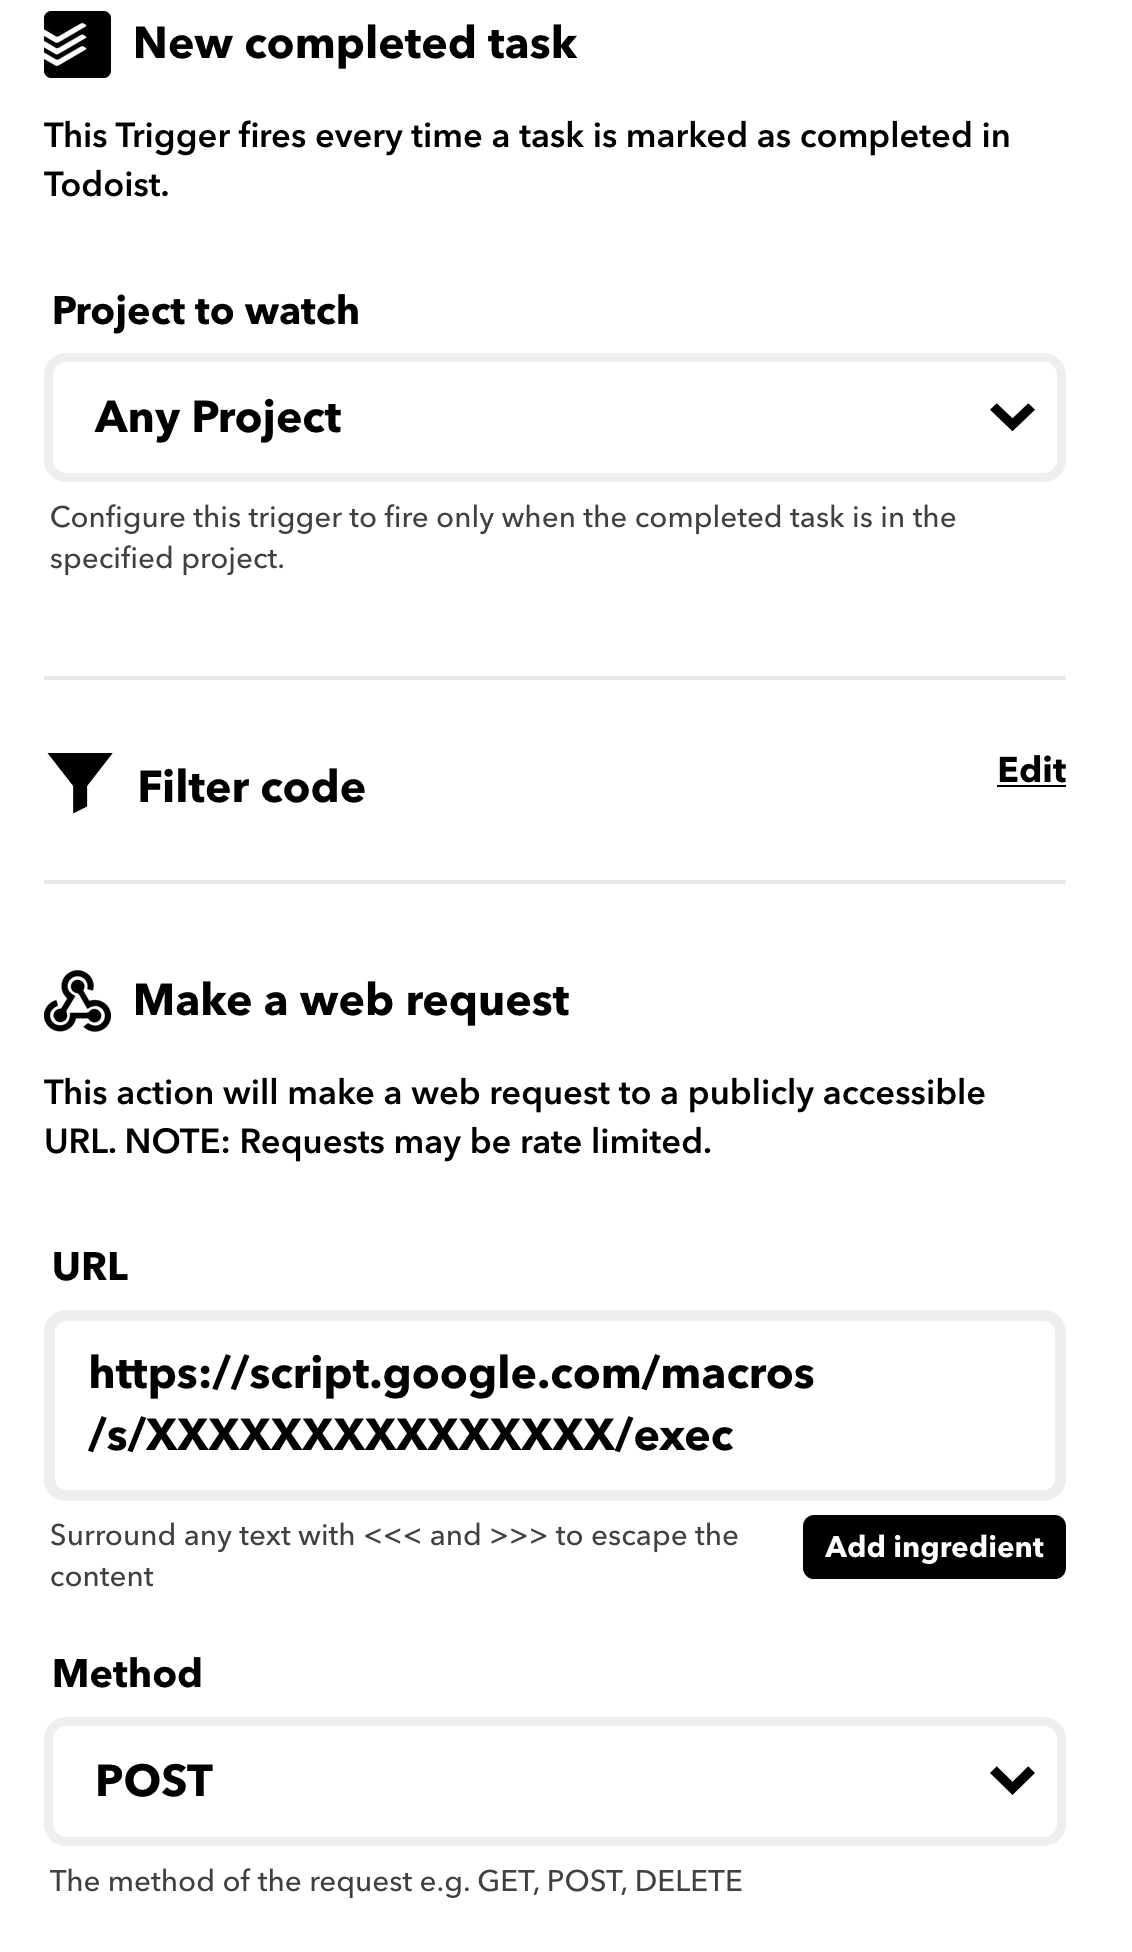 New completed task
This Trigger fires every time a task is marked as completed in
Todoist.
Project to watch
Any Project
Configure this trigger to fire only when the completed task is in the
specified project.
Filter code
Edit
Make a web request
This action will make a web request to a publicly accessible
URL. NOTE: Requests may be rate limited.
URL
https://script.google.com/macros
/s/XXXXXXXXXXXXXXX/exec
Surround any text with <<< and >>> to escape the
content
Add ingredient
Method
POST
The method of the request e.g. GET, POST, DELETE